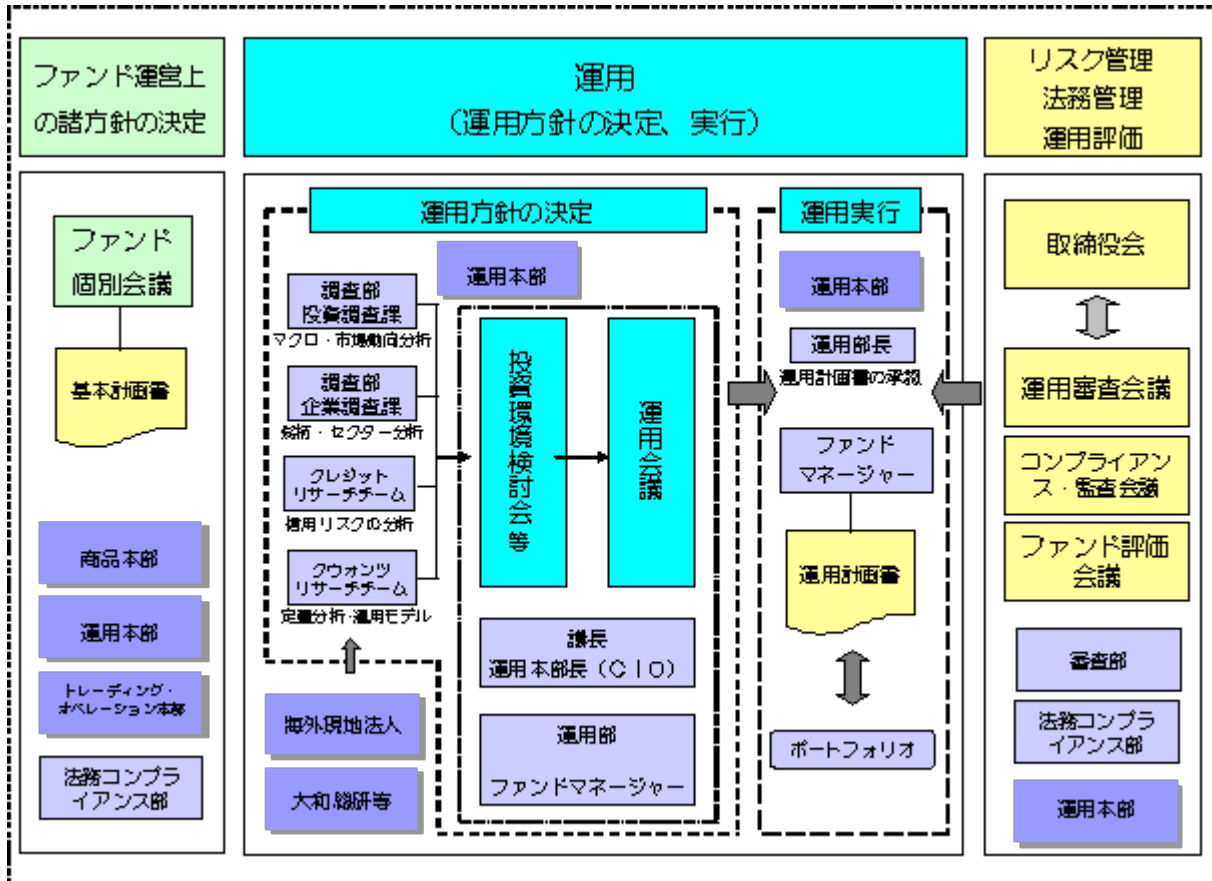 ファンド運営上
の諸方針の決定
運用
（運用方針の決定、実行）
リスク管理
法務管理
運用評価
ファンド
個別会議
基本計画書
商品本部
運用本部
トレーディング・
オペレーション本部
法務コンプラ
イアンス部
運用方針の決定
運用本部
調査部
投資調査課
マクロ・市場動向分析
調査部
企業調査課
銘柄・セクター分析
クレジット
リサーチチーム
信用リスクの分析
クウォンツ
リサーチチーム
定量分析・運用モデル
海外現地法人
大和総研等
投資環境検討会等
運用会議
議長
運用本部長（ＣＩＯ）
運用部
ファンドマネージャー
運用実行
運用本部
運用部長
運用計画書の承認
ファンド
マネージャー
運用計画書
ポートフォリオ
取締役会
運用審査会議
コンプライアン
ス・監査会議
ファンド評価
会議
審査部
法務コンプラ
イアンス部
運用本部